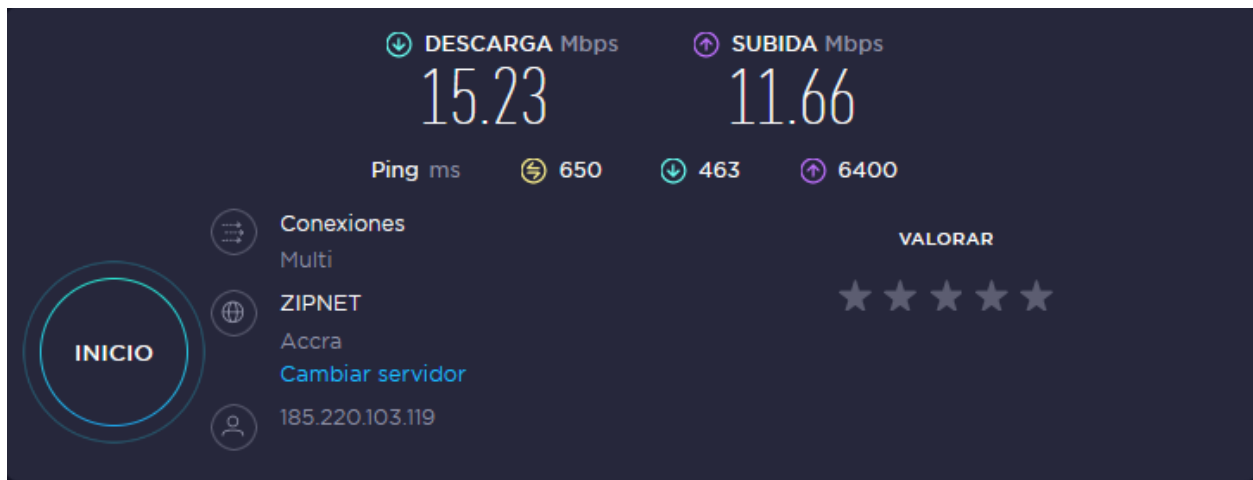 DESCARGA Mbps
SUBIDA Mbps
15.23
11.66
Ping ms 650 463 6400
Conexiones
Multi
VALORAR
ZIPNET
Accra
Cambiar servidor
INICIO
185.220.103.119